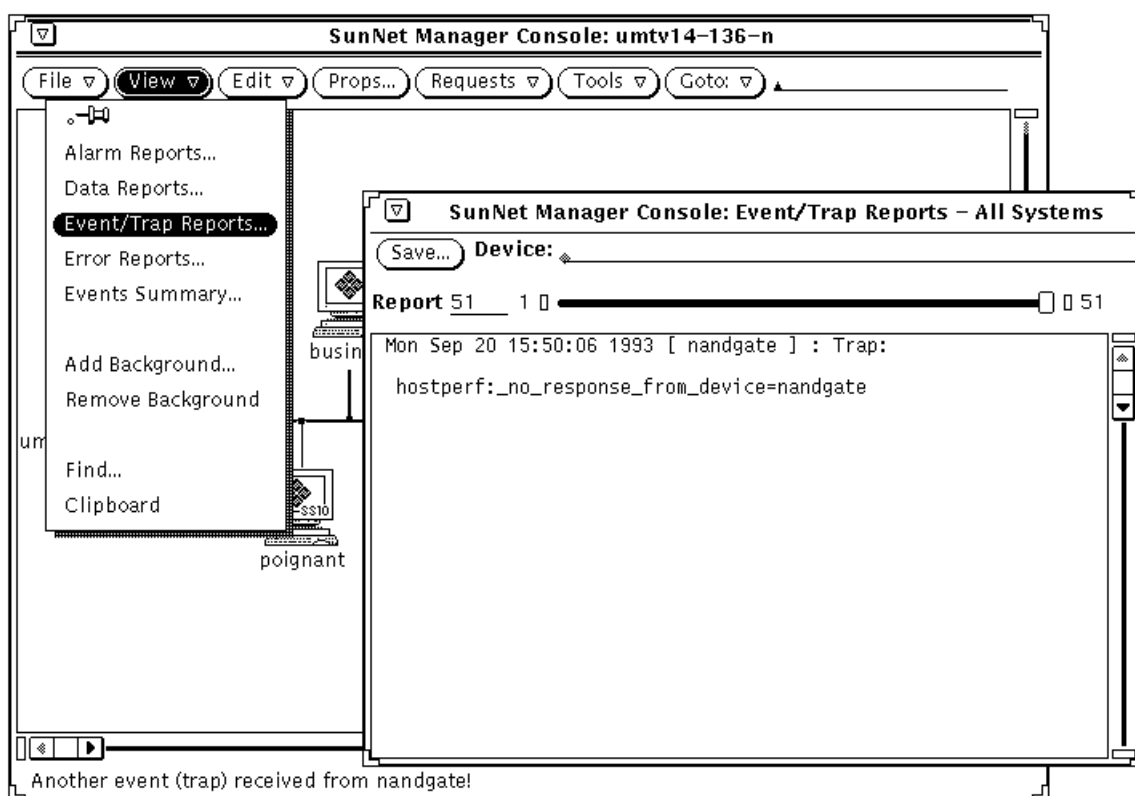 SunNet Manager Console: umtv14-136-n
File View Edit Props... Requests Tools Goto:
Alarm Reports...
Data Reports...
Event/Trap Reports...
Error Reports...
Events Summary...
Add Background...
Remove Background
Find...
Clipboard
SunNet Manager Console: Event/Trap Reports - All Systems
Save... Device:
Report 51 1 51
Mon Sep 20 15:50:06 1993 [ nandgate ] : Trap:
hostperf:_no_response_from_device=nandgate
busin
um
SS10
poignant
Another event (trap) received from nandgate!